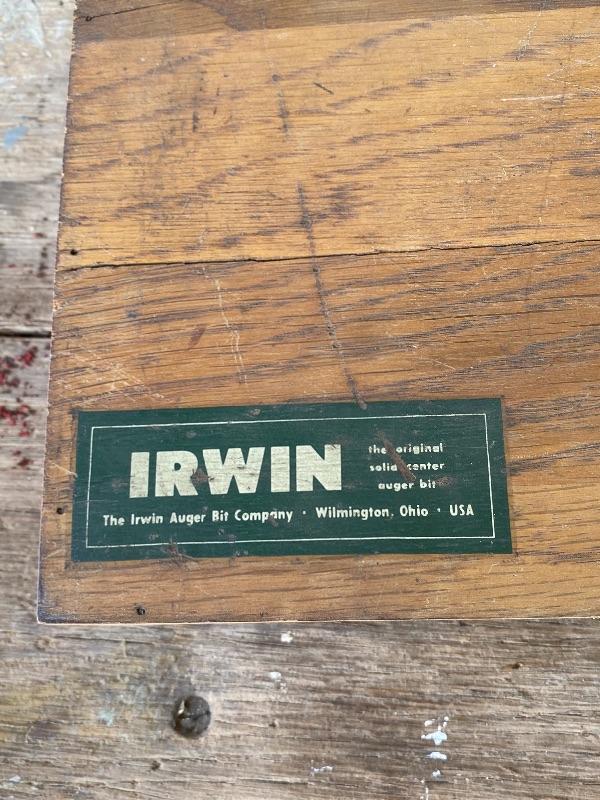 IRWIN
the original
solid center
auger bit
The Irwin Auger Bit Company · Wilmington, Ohio · USA